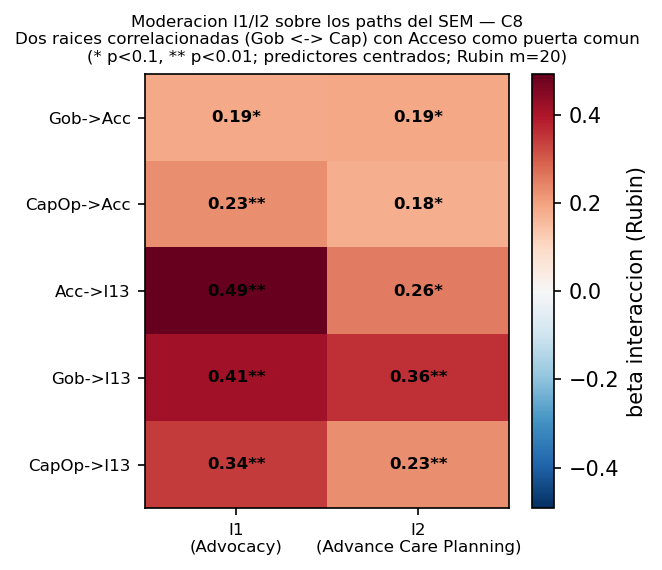 Moderacion I1/I2 sobre los paths del SEM — C8
Dos raices correlacionadas (Gob <-> Cap) con Acceso como puerta comun
(* p<0.1, ** p<0.01; predictores centrados; Rubin m=20)
Gob->Acc 0.19* 0.19*
CapOp->Acc 0.23** 0.18*
Acc->I13 0.49** 0.26*
Gob->I13 0.41** 0.36**
CapOp->I13 0.34** 0.23**
I1 I2
(Advocacy) (Advance Care Planning)
0.4
0.2
0.0
−0.2
−0.4
beta interaccion (Rubin)